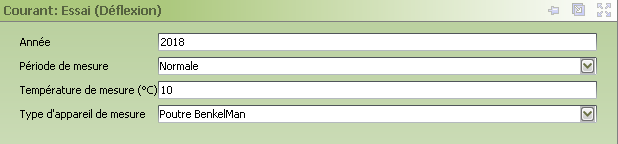 Courant: Essai (Déflexion)
Année 2018
Période de mesure Normale
Température de mesure (°C) 10
Type d'appareil de mesure Poutre BenkelMan